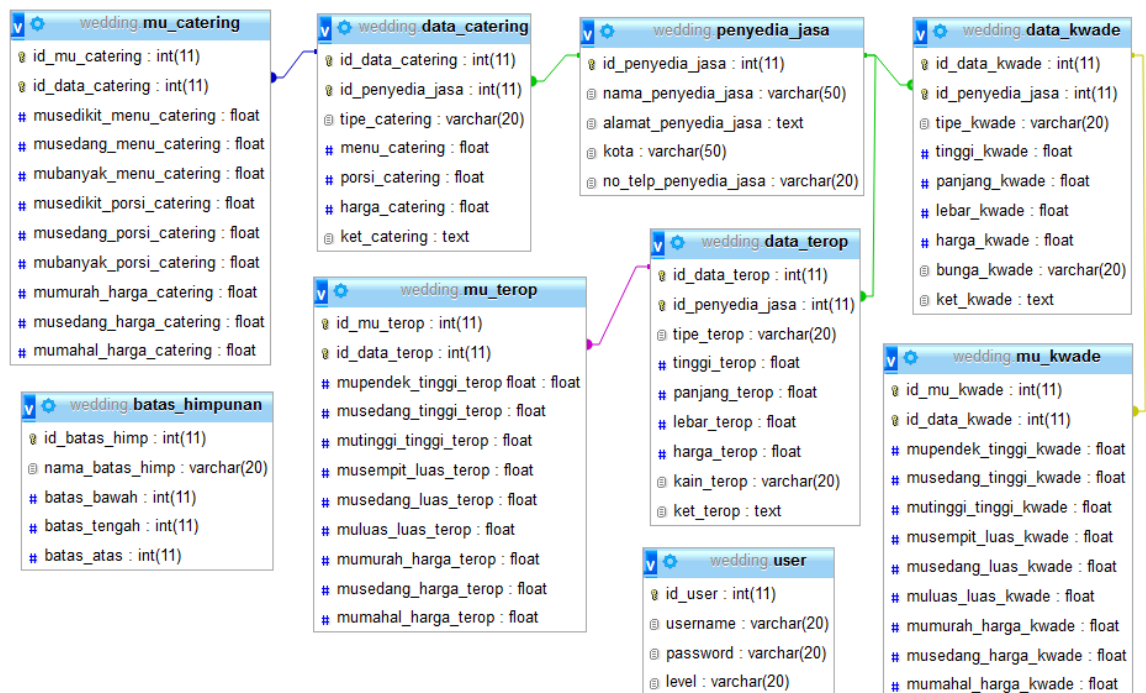 wedding.mu_catering
id_mu_catering : int(11)
id_data_catering : int(11)
# musedikit_menu_catering : float
# musedang_menu_catering : float
# mubanyak_menu_catering : float
# musedikit_porsi_catering : float
# musedang_porsi_catering : float
# mubanyak_porsi_catering : float
# mumurah_harga_catering : float
# musedang_harga_catering : float
# mumahal_harga_catering : float
wedding.data_catering
id_data_catering : int(11)
id_penyedia_jasa : int(11)
tipe_catering : varchar(20)
# menu_catering : float
# porsi_catering : float
# harga_catering : float
ket_catering : text
wedding.penyedia_jasa
id_penyedia_jasa : int(11)
nama_penyedia_jasa : varchar(50)
alamat_penyedia_jasa : text
kota : varchar(50)
no_telp_penyedia_jasa : varchar(20)
wedding.data_kwade
id_data_kwade : int(11)
id_penyedia_jasa : int(11)
tipe_kwade : varchar(20)
# tinggi_kwade : float
# panjang_kwade : float
# lebar_kwade : float
# harga_kwade : float
bunga_kwade : varchar(20)
ket_kwade : text
wedding.data_terop
id_data_terop : int(11)
id_penyedia_jasa : int(11)
tipe_terop : varchar(20)
# tinggi_terop : float
# panjang_terop : float
# lebar_terop : float
# harga_terop : float
kain_terop : varchar(20)
ket_terop : text
wedding.mu_terop
id_mu_terop : int(11)
id_data_terop : int(11)
# mupendek_tinggi_terop float : float
# musedang_tinggi_terop : float
# mutinggi_tinggi_terop : float
# musempit_luas_terop : float
# musedang_luas_terop : float
# muluas_luas_terop : float
# mumurah_harga_terop : float
# musedang_harga_terop : float
# mumahal_harga_terop : float
wedding.mu_kwade
id_mu_kwade : int(11)
id_data_kwade : int(11)
# mupendek_tinggi_kwade : float
# musedang_tinggi_kwade : float
# mutinggi_tinggi_kwade : float
# musempit_luas_kwade : float
# musedang_luas_kwade : float
# muluas_luas_kwade : float
# mumurah_harga_kwade : float
# musedang_harga_kwade : float
# mumahal_harga_kwade : float
wedding.batas_himpunan
id_batas_himp : int(11)
nama_batas_himp : varchar(20)
# batas_bawah : int(11)
# batas_tengah : int(11)
# batas_atas : int(11)
wedding.user
id_user : int(11)
username : varchar(20)
password : varchar(20)
level : varchar(20)